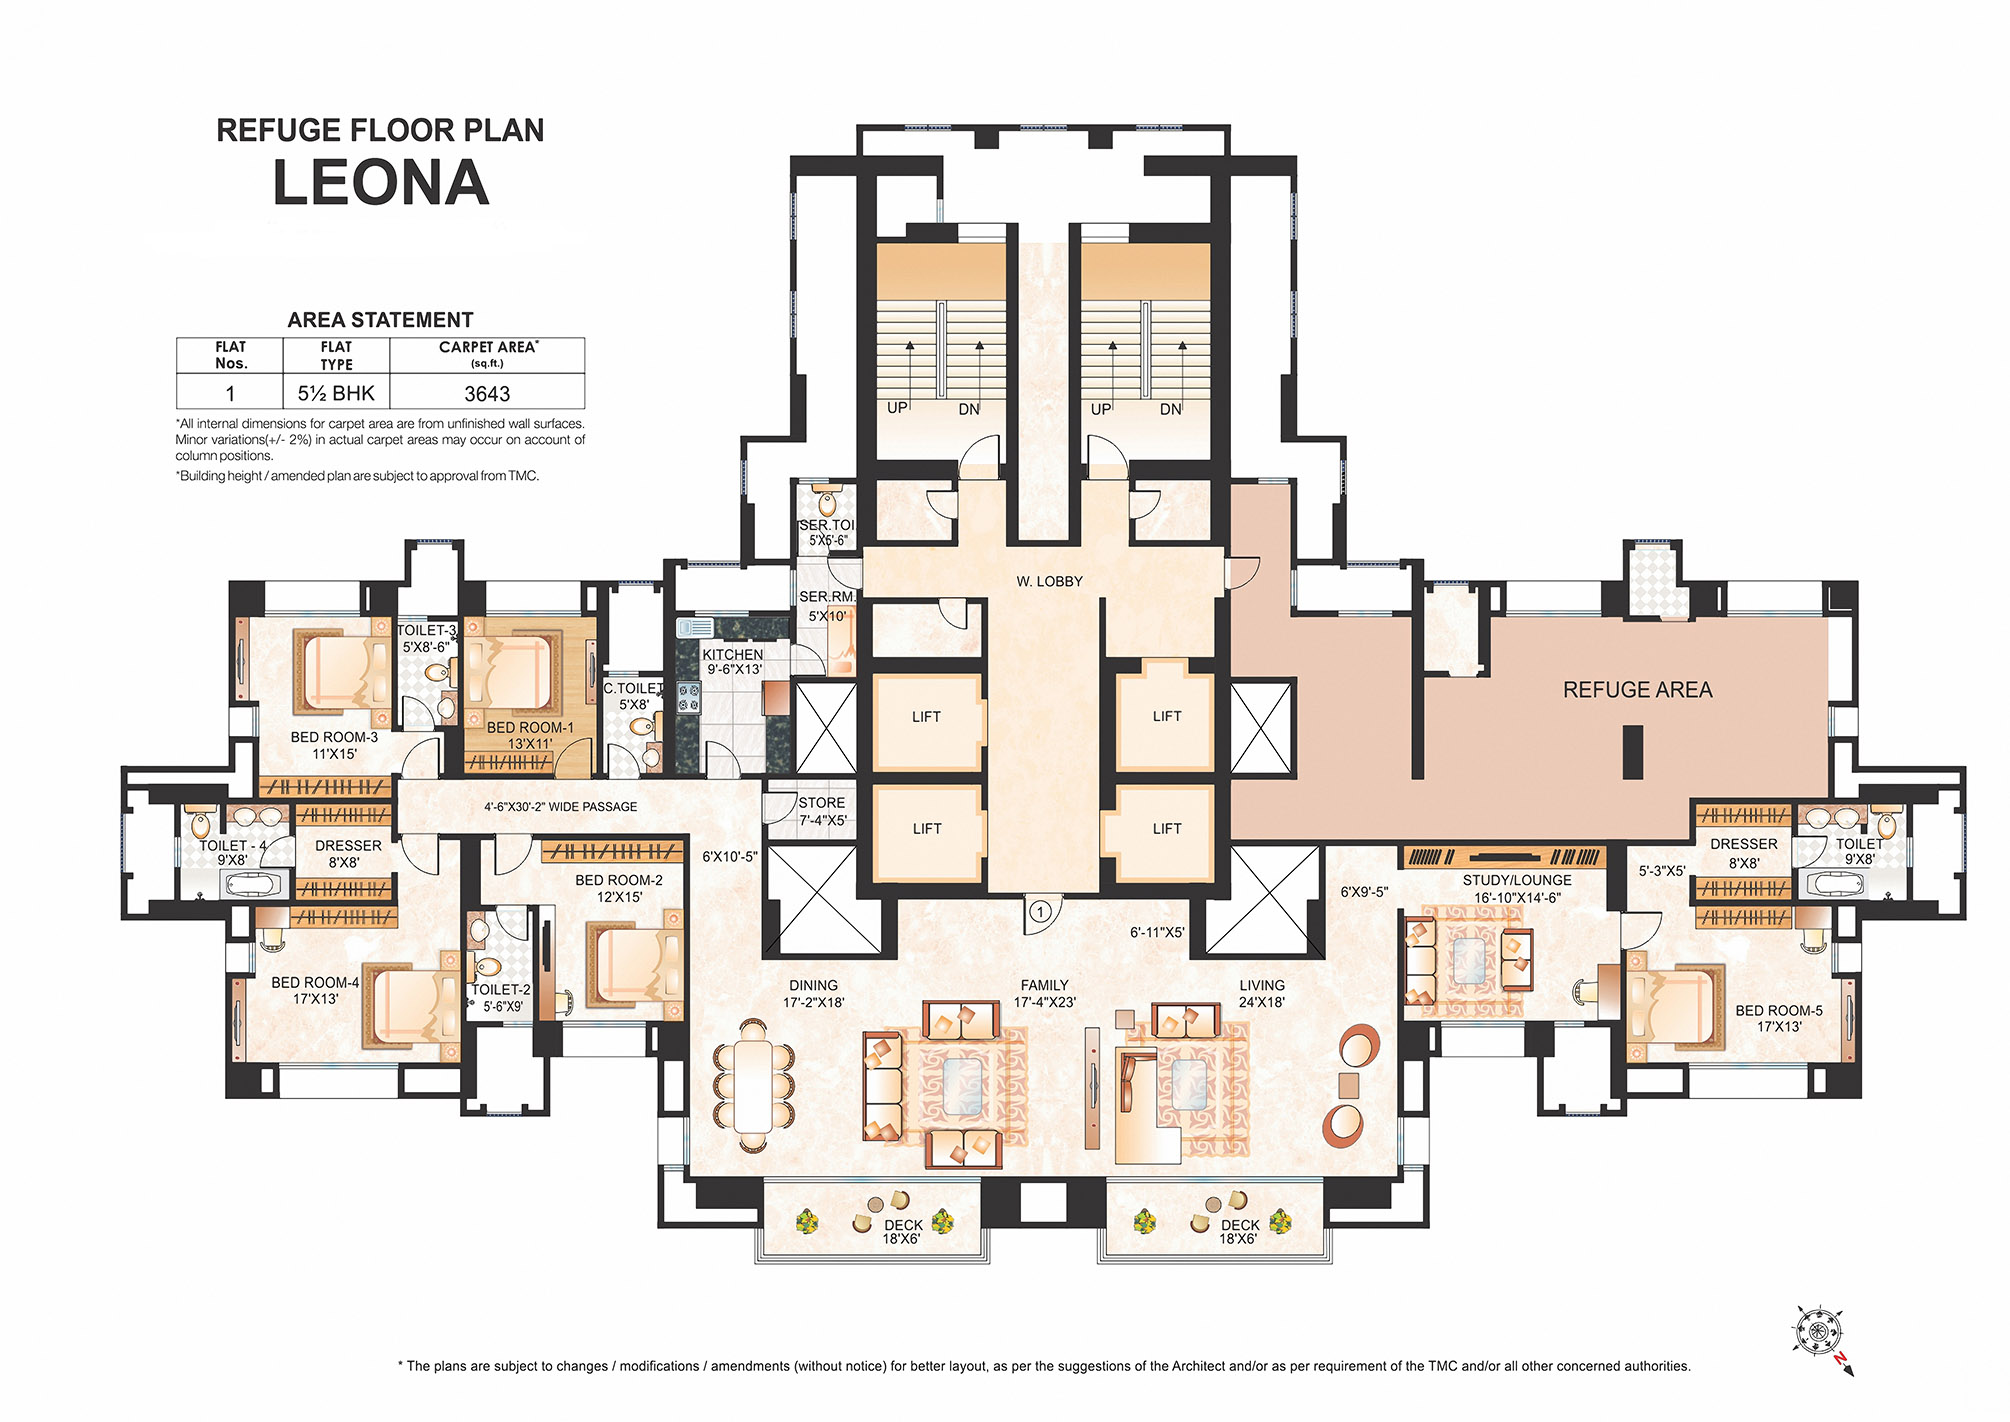 REFUGE FLOOR PLAN
LEONA
AREA STATEMENT
FLAT Nos. FLAT TYPE CARPET AREA* (sq.ft.)
1 5½ BHK 3643
*All internal dimensions for carpet area are from unfinished wall surfaces.
Minor variations(+/- 2%) in actual carpet areas may occur on account of
column positions.
*Building height / amended plan are subject to approval from TMC.
UP
DN
UP
DN
SER.TOI.
5'X5'-6"
W. LOBBY
SER.RM.
5'X10'
TOILET-3
5'X8'-6"
KITCHEN
9'-6"X13'
C.TOILET
5'X8'
BED ROOM-1
13'X11'
BED ROOM-3
11'X15'
LIFT
LIFT
REFUGE AREA
4'-6"X30'-2" WIDE PASSAGE
STORE
7'-4"X5'
LIFT
LIFT
TOILET - 4
9'X8'
DRESSER
8'X8'
6'X10'-5"
BED ROOM-2
12'X15'
6'X9'-5"
STUDY/LOUNGE
16'-10"X14'-6"
5'-3"X5'
DRESSER
8'X8'
TOILET
9'X8'
1
6'-11"X5'
BED ROOM-4
17'X13'
TOILET-2
5'-6"X9'
DINING
17'-2"X18'
FAMILY
17'-4"X23'
LIVING
24'X18'
BED ROOM-5
17'X13'
DECK
18'X6'
DECK
18'X6'
N
* The plans are subject to changes / modifications / amendments (without notice) for better layout, as per the suggestions of the Architect and/or as per requirement of the TMC and/or all other concerned authorities.